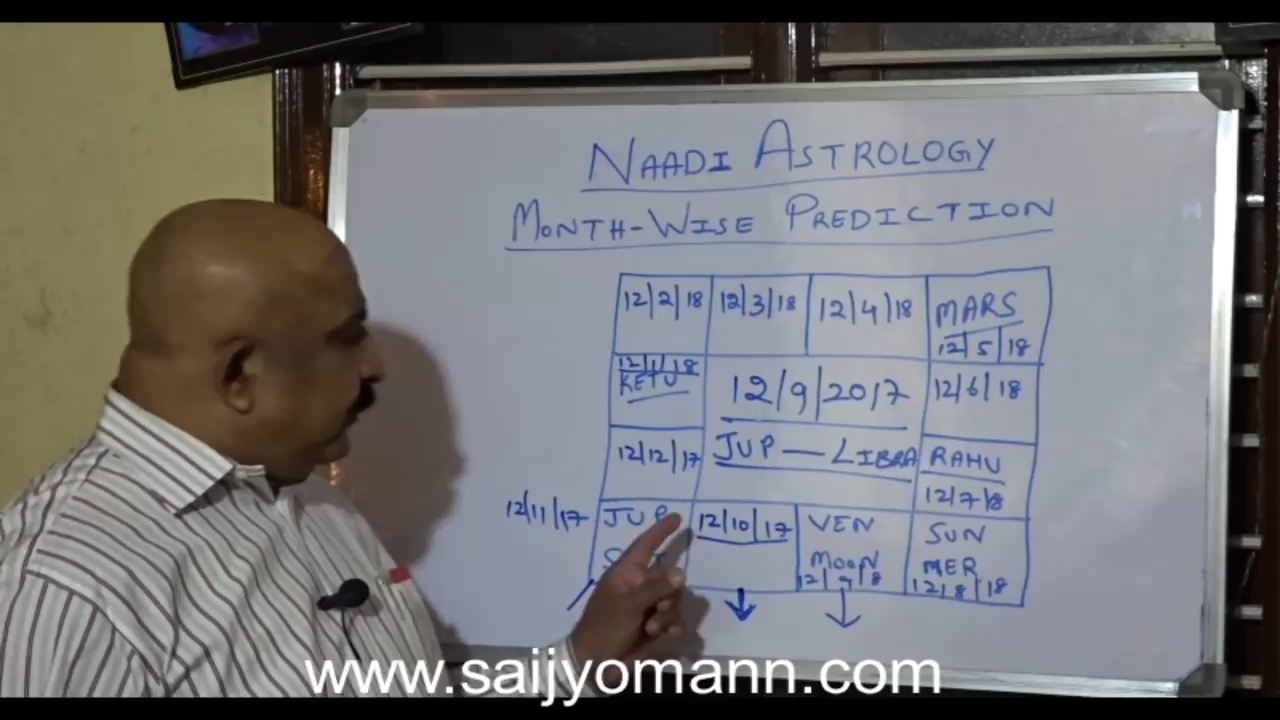 NAADI ASTROLOGY
MONTH-WISE PREDICTION
12/2/18 12/3/18 12/4/18 MARS
12/5/18
12/1/18
KETU
12/9/2017
12/6/18
JUP — LIBRA
12/12/17
RAHU
12/7/18
12/11/17 JUP 12/10/17 VEN SUN
MOON MER
12/9/18 12/8/18
www.saijyomann.com